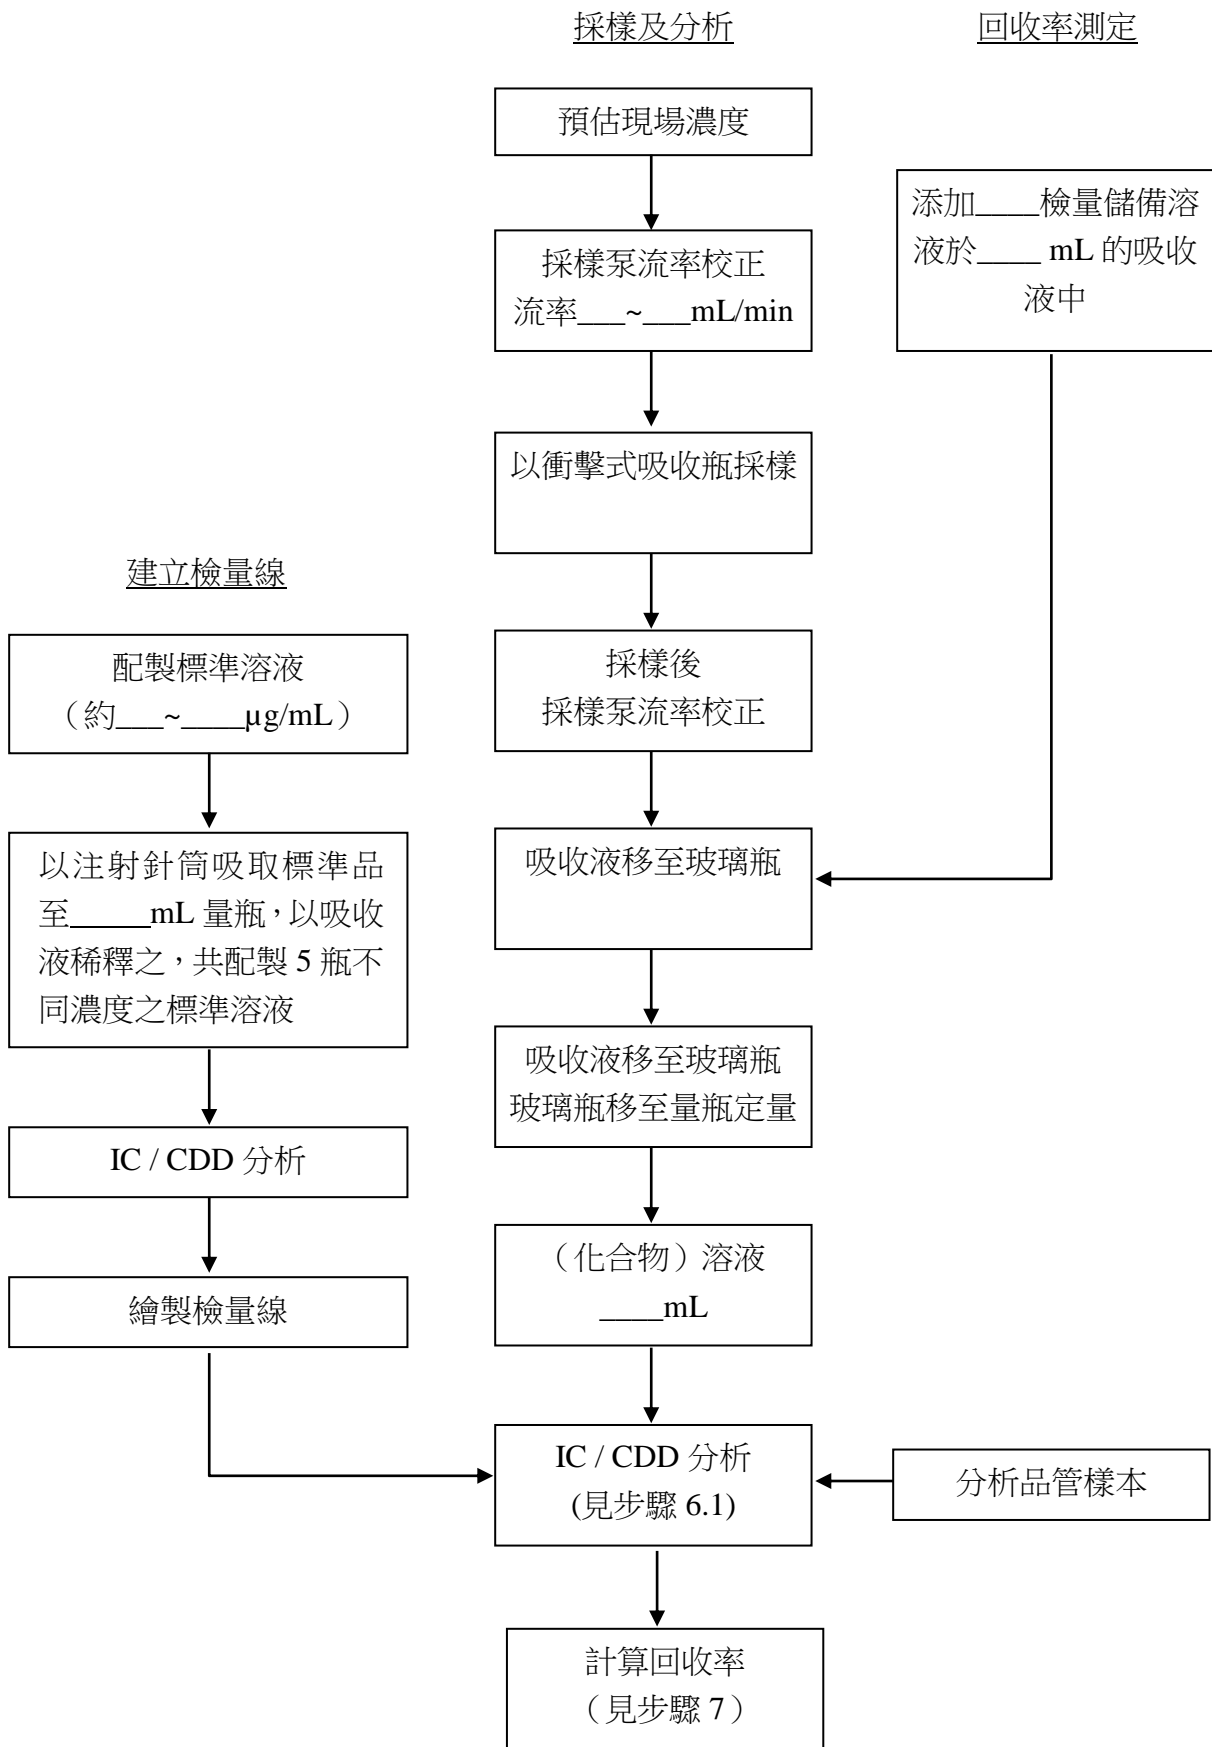 採樣及分析
回收率測定
預估現場濃度
添加____檢量儲備溶
液於____ mL 的吸收
液中
採樣泵流率校正
流率___~___mL/min
以衝擊式吸收瓶採樣
建立檢量線
配製標準溶液
（約___~____µg/mL）
採樣後
採樣泵流率校正
以注射針筒吸取標準品
至_____mL 量瓶，以吸收
液稀釋之，共配製 5 瓶不
同濃度之標準溶液
吸收液移至玻璃瓶
吸收液移至玻璃瓶
玻璃瓶移至量瓶定量
IC / CDD 分析
（化合物）溶液
____mL
繪製檢量線
IC / CDD 分析
(見步驟 6.1)
分析品管樣本
計算回收率
（見步驟 7）